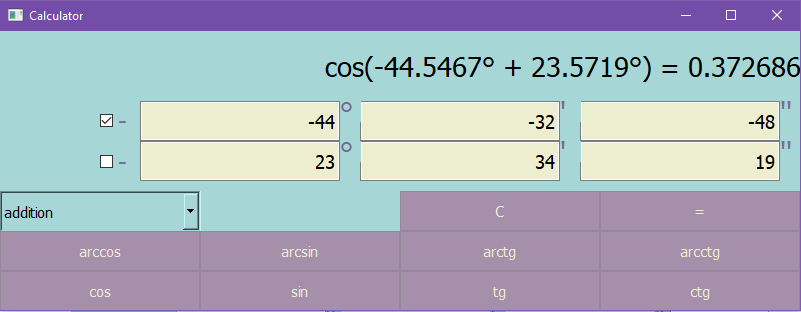 Calculator
cos(-44.5467° + 23.5719°) = 0.372686
- -44 ° -32 ' -48 "
- 23 ° 34 ' 19 "
addition C =
arccos arcsin arctg arcctg
cos sin tg ctg